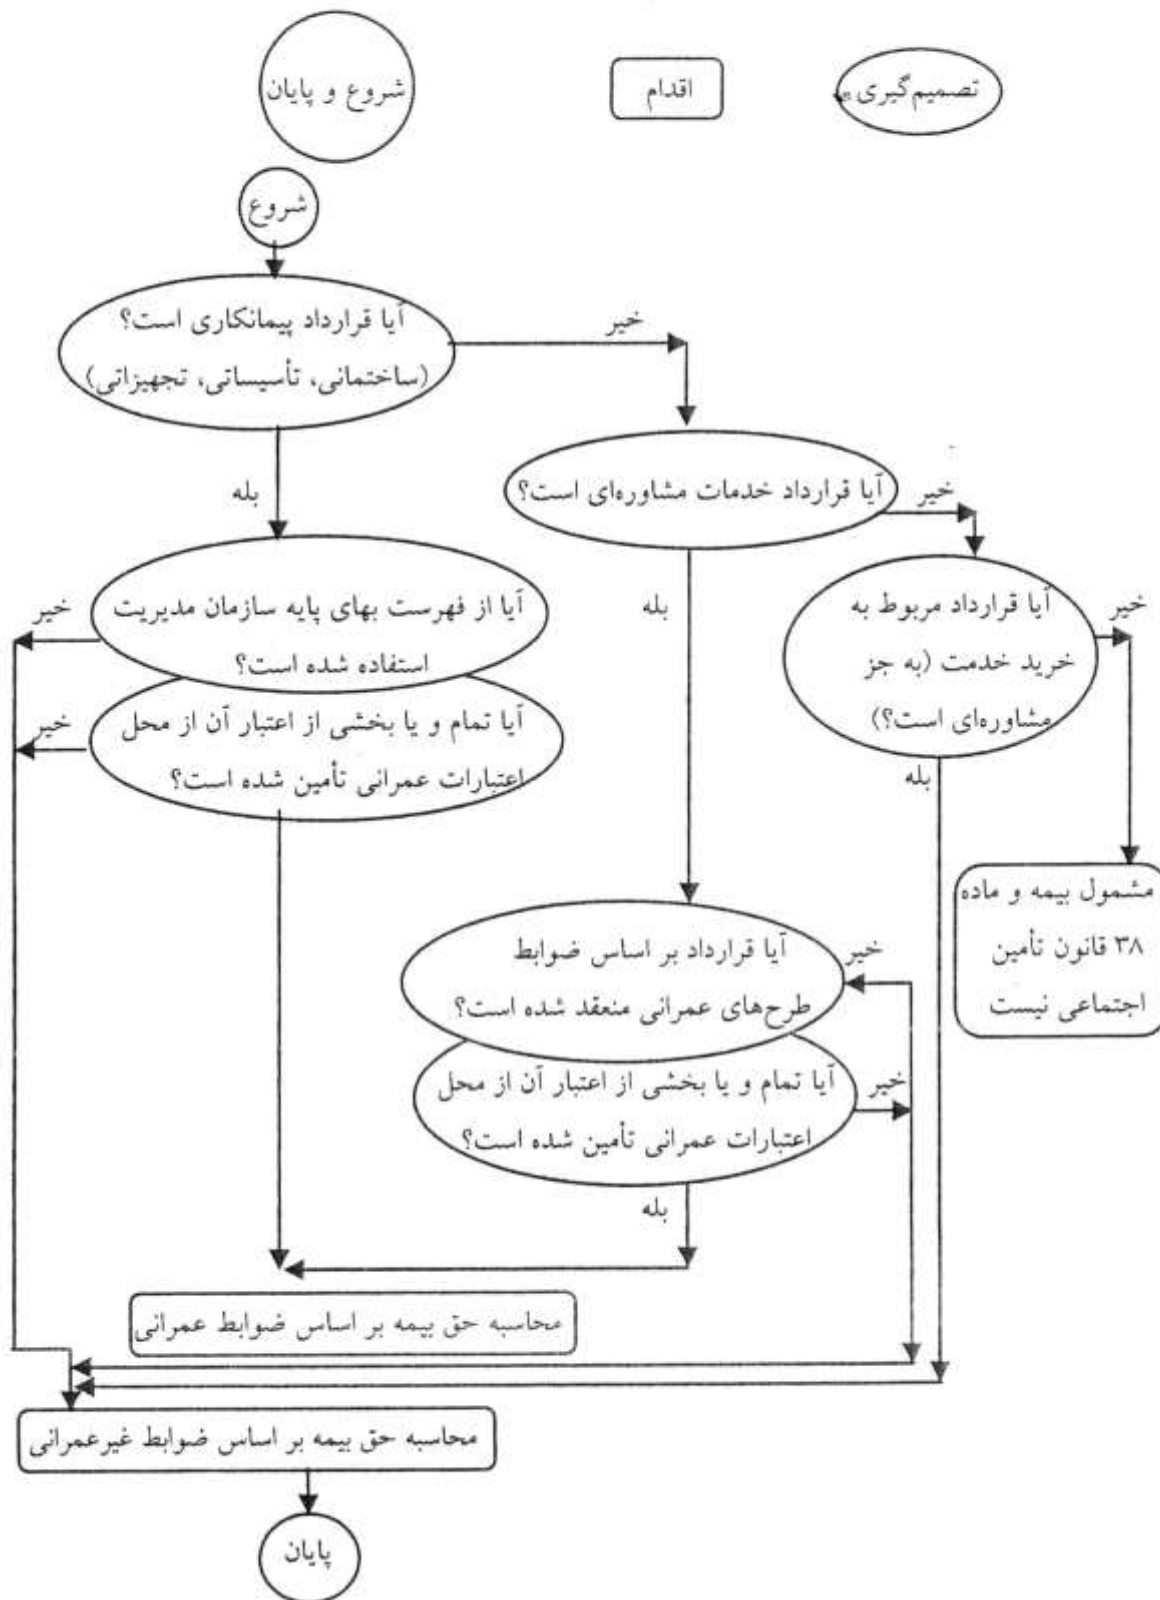 شروع و پایان
اقدام
تصمیم‌گیری
شروع
آیا قرارداد پیمانکاری است؟
(ساختمانی، تأسیساتی، تجهیزاتی)
خیر
بله
آیا قرارداد خدمات مشاوره‌ای است؟
خیر
بله
آیا قرارداد مربوط به
خرید خدمت (به جز
مشاوره‌ای است؟)
خیر
بله
مشمول بیمه و ماده
۳۸ قانون تأمین
اجتماعی نیست
آیا از فهرست بهای پایه سازمان مدیریت
استفاده شده است؟
خیر
آیا تمام و یا بخشی از اعتبار آن از محل
اعتبارات عمرانی تأمین شده است؟
خیر
آیا قرارداد بر اساس ضوابط
طرح‌های عمرانی منعقد شده است؟
خیر
آیا تمام و یا بخشی از اعتبار آن از محل
اعتبارات عمرانی تأمین شده است؟
خیر
بله
محاسبه حق بیمه بر اساس ضوابط عمرانی
محاسبه حق بیمه بر اساس ضوابط غیرعمرانی
پایان